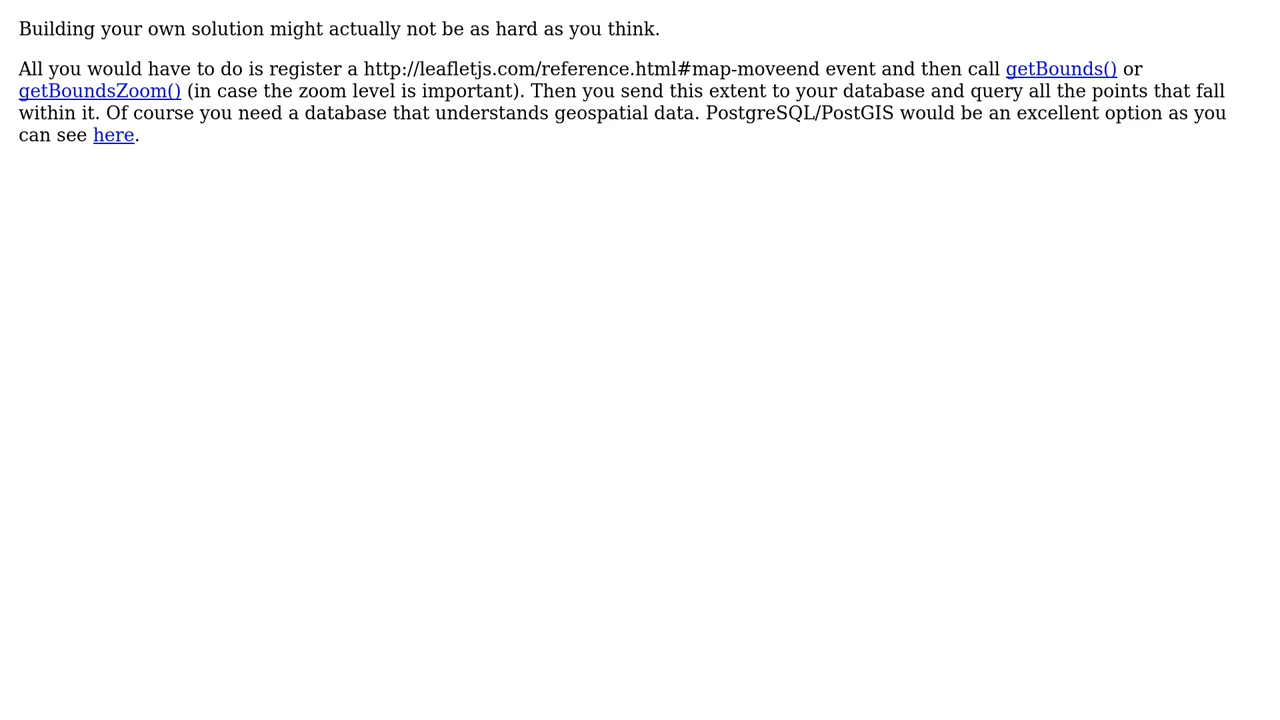 Building your own solution might actually not be as hard as you think.
All you would have to do is register a http://leafletjs.com/reference.html#map-moveend event and then call getBounds() or
getBoundsZoom() (in case the zoom level is important). Then you send this extent to your database and query all the points that fall
within it. Of course you need a database that understands geospatial data. PostgreSQL/PostGIS would be an excellent option as you
can see here.